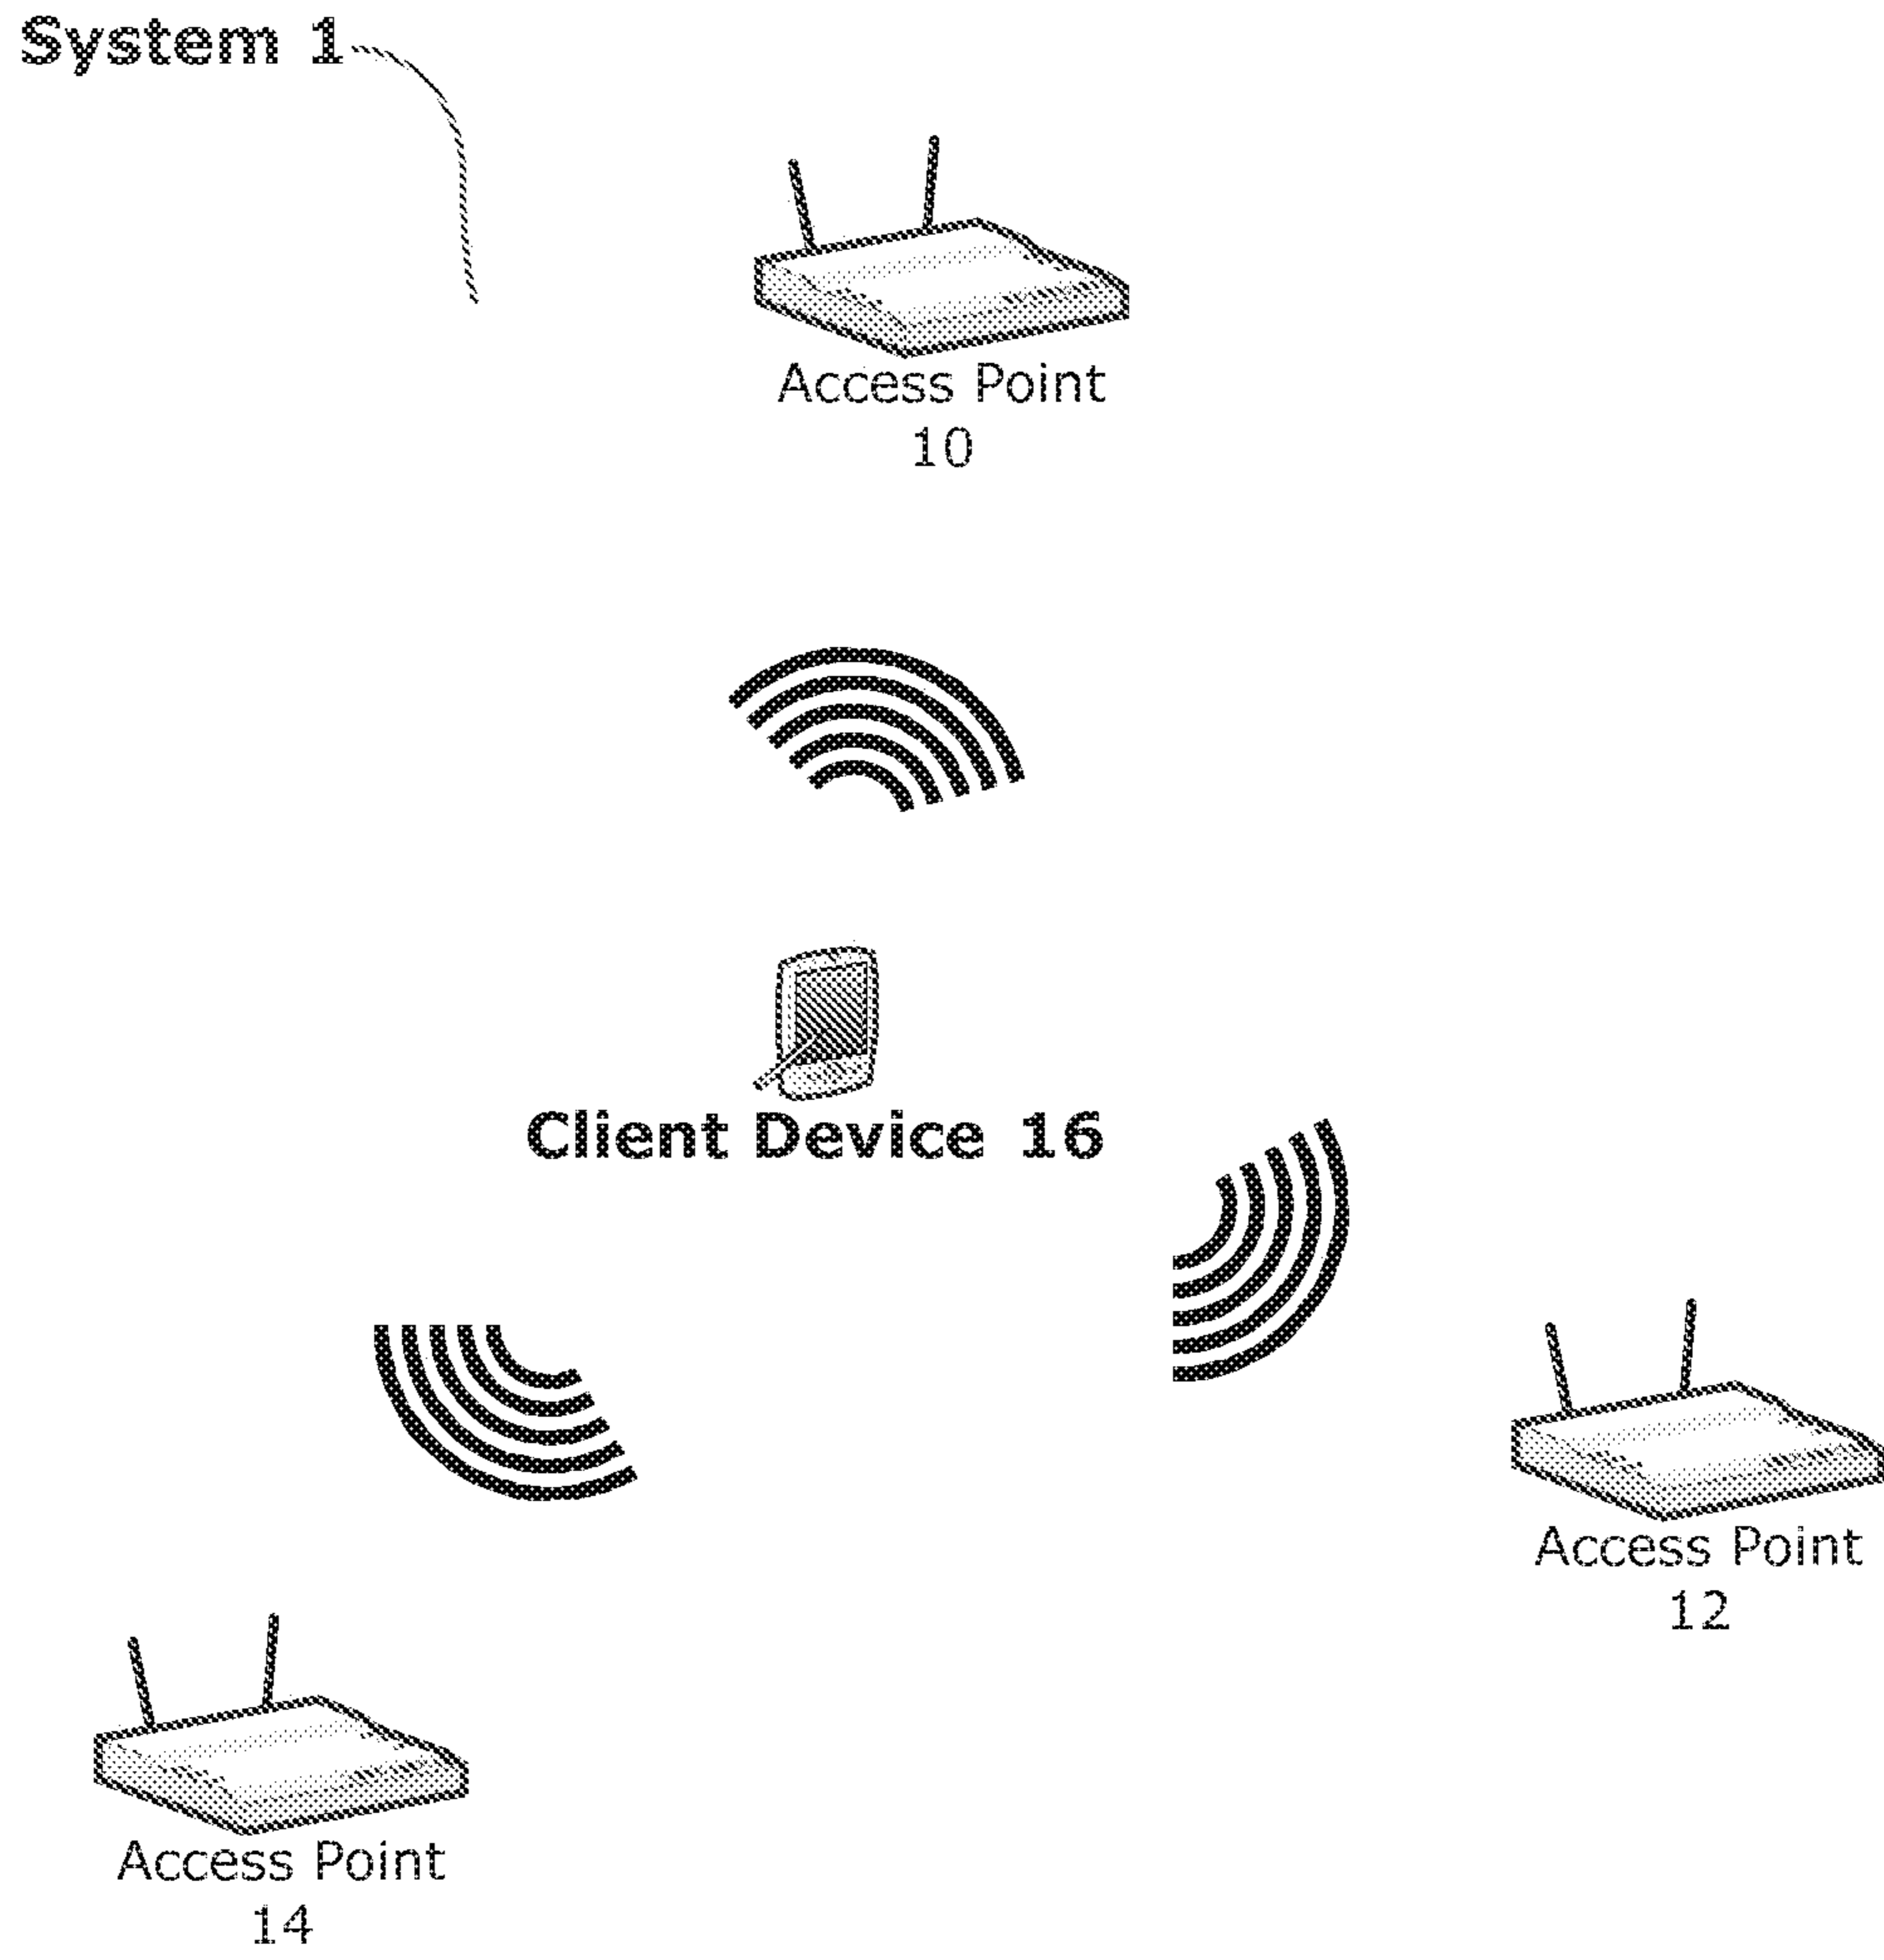 System 1
Access Point
10
Client Device 16
Access Point
12
Access Point
14